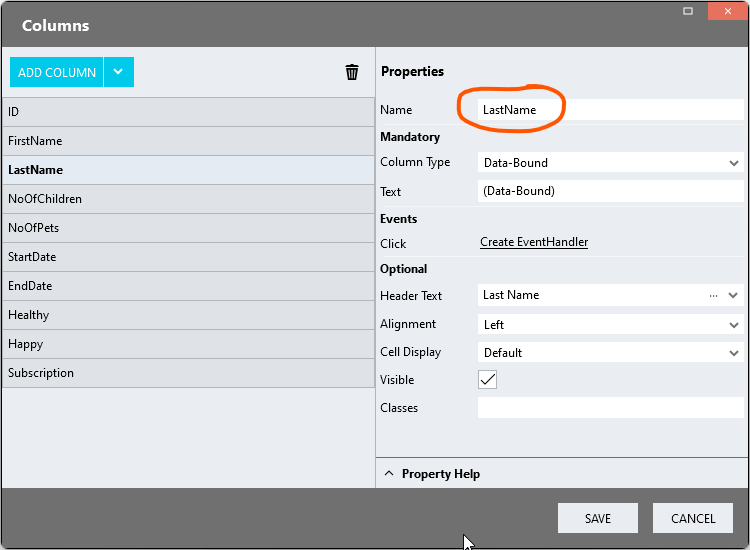 Columns
ADD COLUMN
ID
FirstName
LastName
NoOfChildren
NoOfPets
StartDate
EndDate
Healthy
Happy
Subscription
Properties
Name LastName
Mandatory
Column Type Data-Bound
Text (Data-Bound)
Events
Click Create EventHandler
Optional
Header Text Last Name ...
Alignment Left
Cell Display Default
Visible
Classes
Property Help
SAVE CANCEL